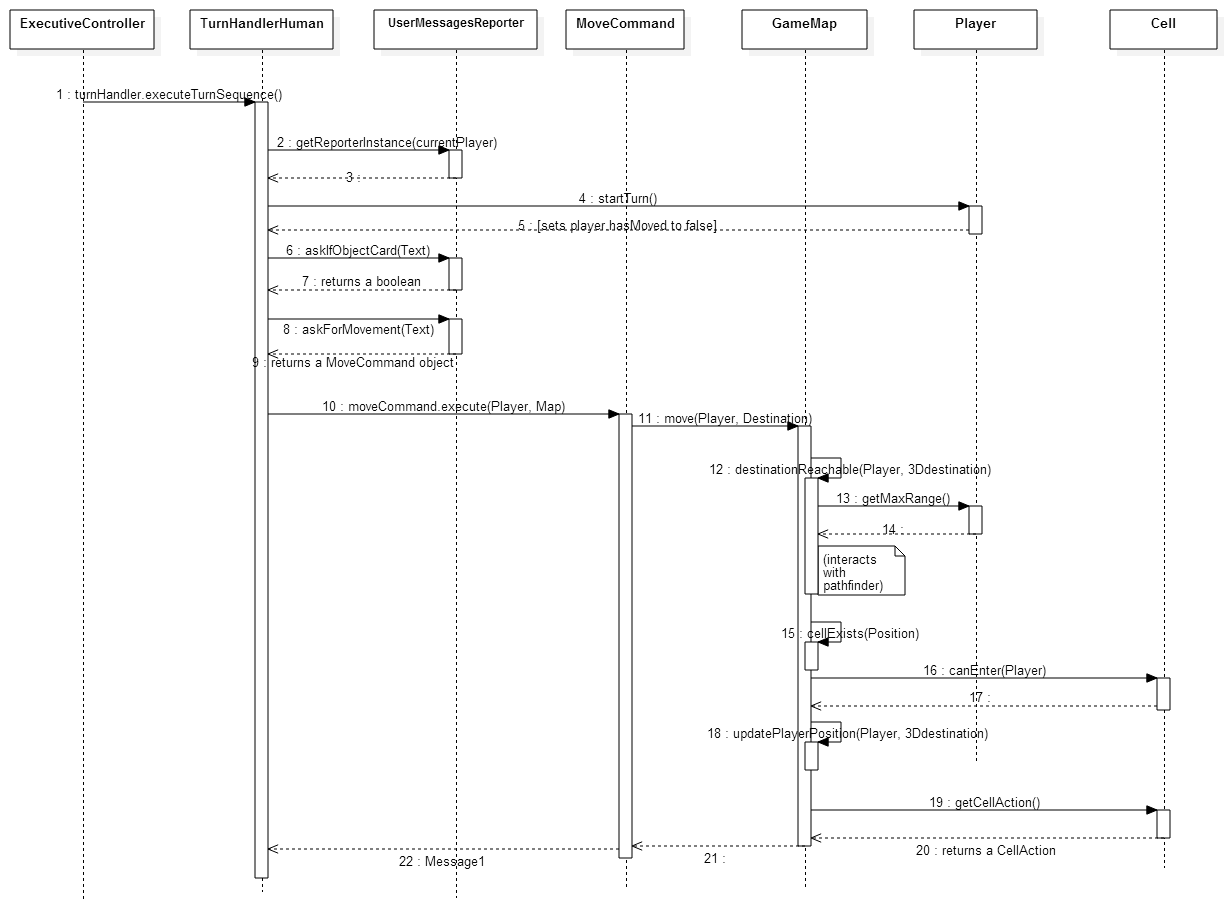 ExecutiveController
TurnHandlerHuman
UserMessagesReporter
MoveCommand
GameMap
Player
Cell
1 : turnHandler.executeTurnSequence()
2 : getReporterInstance(currentPlayer)
3 :
4 : startTurn()
5 : [sets player.hasMoved to false]
6 : askIfObjectCard(Text)
7 : returns a boolean
8 : askForMovement(Text)
9 : returns a MoveCommand object
10 : moveCommand.execute(Player, Map)
11 : move(Player, Destination)
12 : destinationReachable(Player, 3Ddestination)
13 : getMaxRange()
14 :
(interacts
with
pathfinder)
15 : cellExists(Position)
16 : canEnter(Player)
17 :
18 : updatePlayerPosition(Player, 3Ddestination)
19 : getCellAction()
20 : returns a CellAction
21 :
22 : Message1